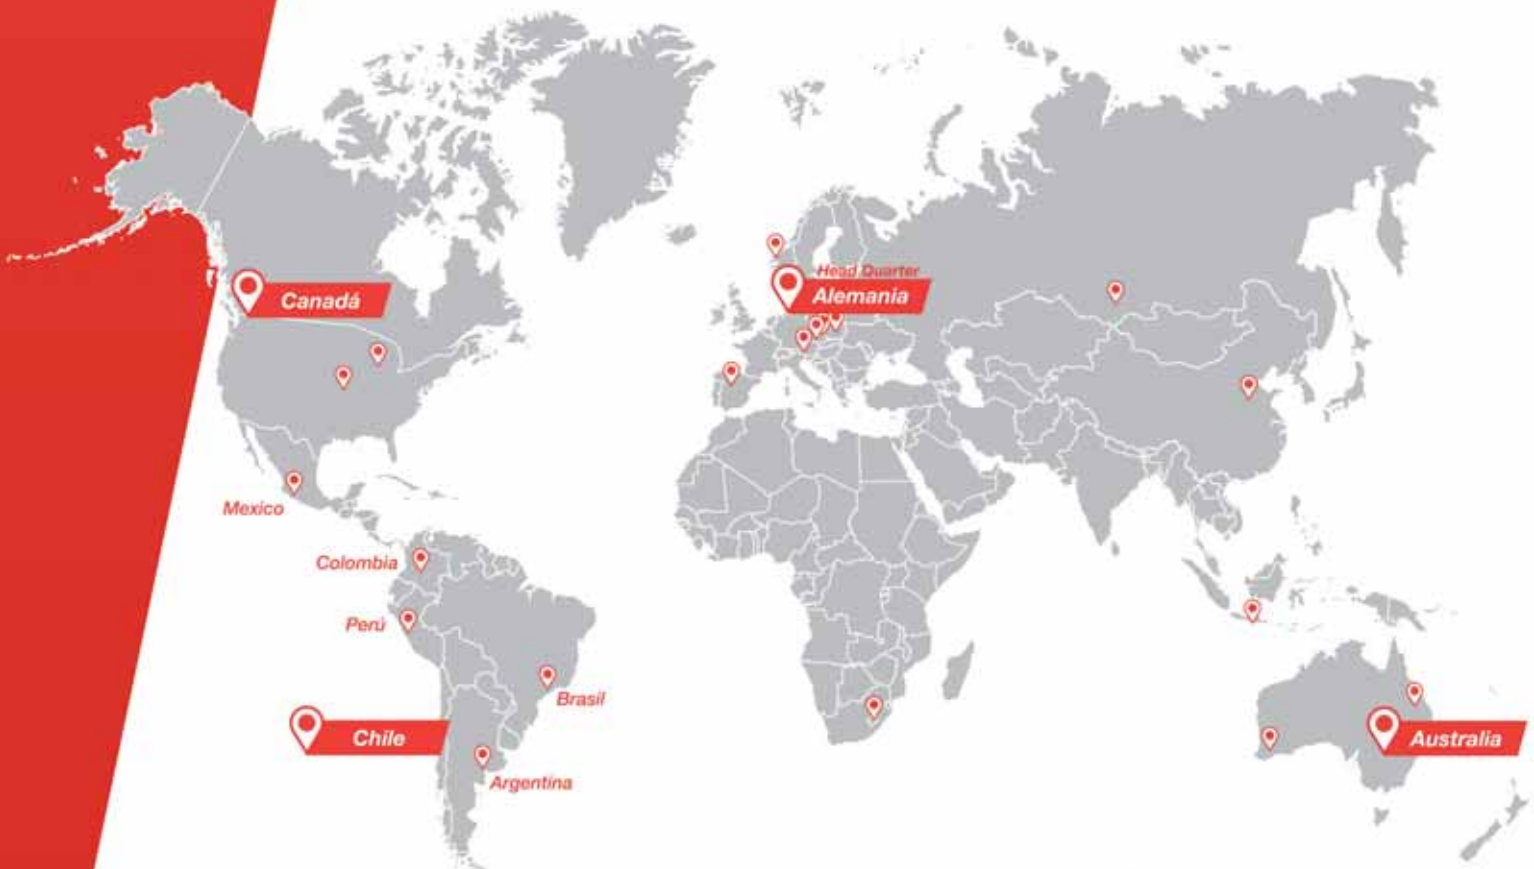 Head Quarter
Alemania
Canadá
Mexico
Colombia
Perú
Brasil
Chile
Argentina
Australia